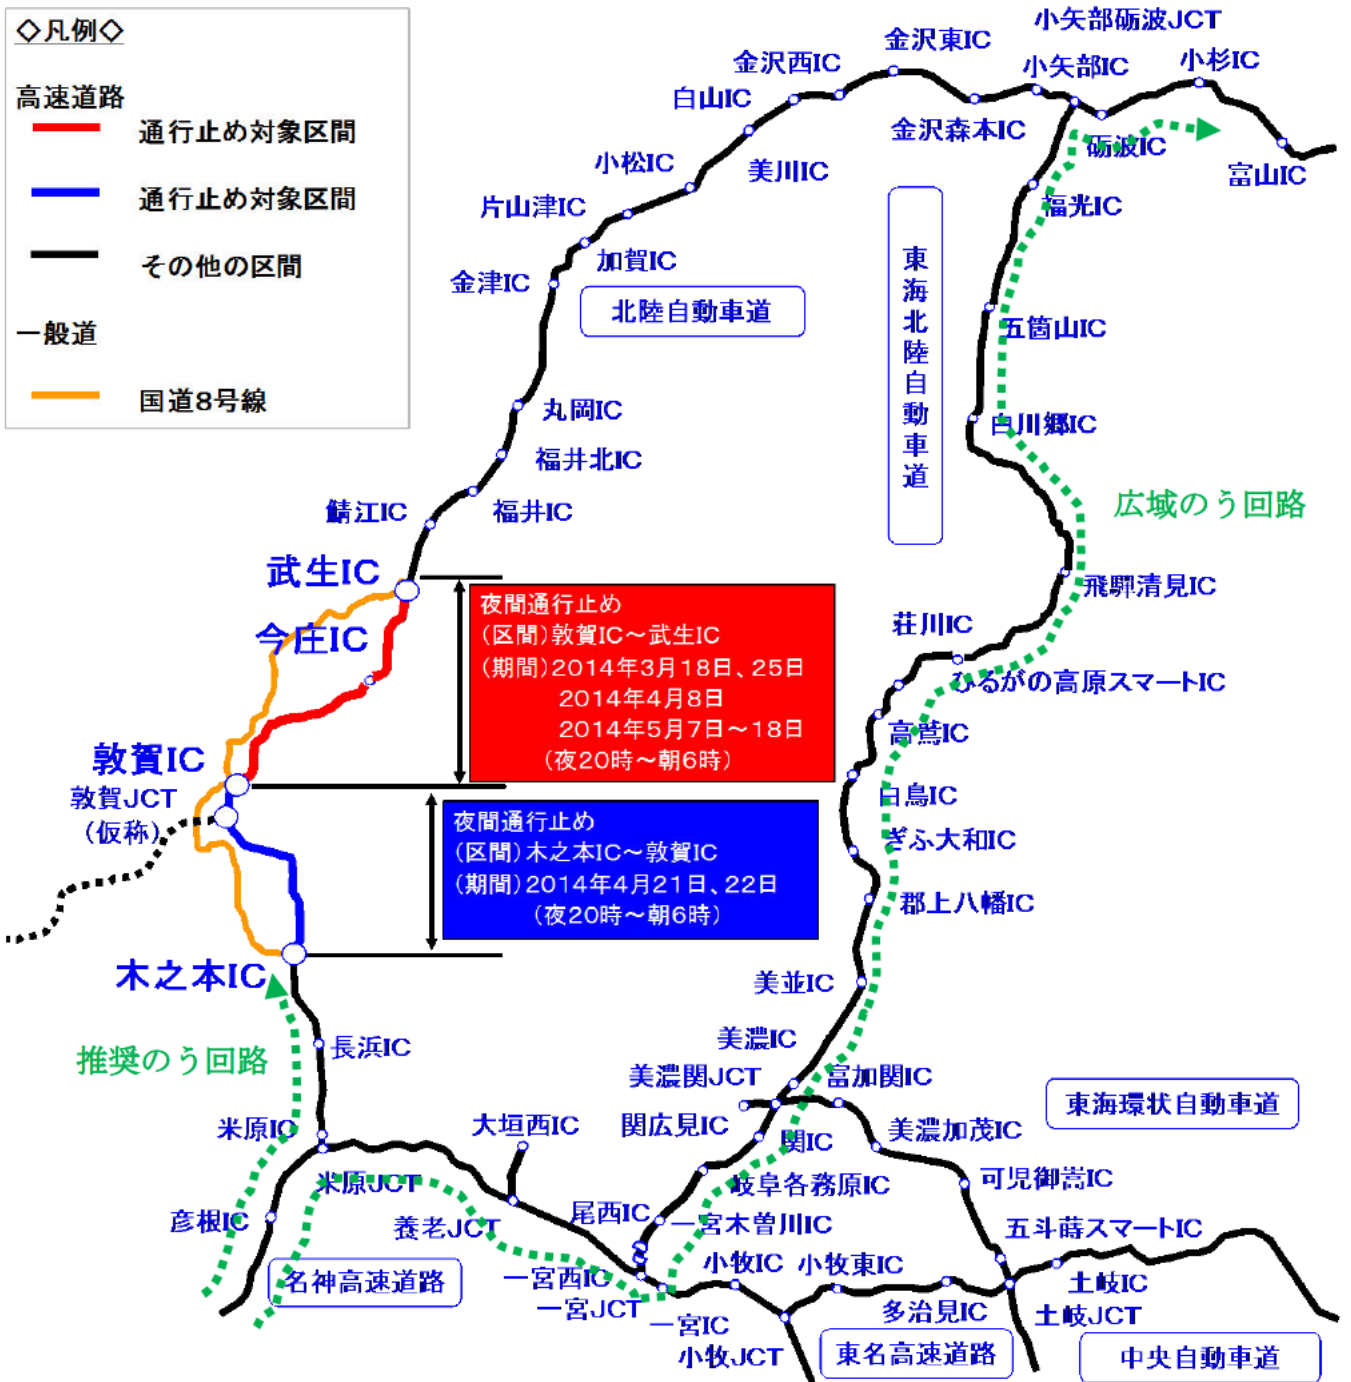 ◇凡例◇
高速道路
通行止め対象区間
通行止め対象区間
その他の区間
一般道
国道8号線
小矢部砺波JCT
金沢東IC
金沢西IC
小矢部IC
小杉IC
白山IC
金沢森本IC
砺波IC
富山IC
小松IC
美川IC
福光IC
片山津IC
加賀IC
金津IC
北陸自動車道
東海北陸自動車道
五箇山IC
丸岡IC
白川郷IC
福井北IC
鯖江IC
福井IC
広域のう回路
武生IC
飛騨清見IC
夜間通行止め
(区間)敦賀IC～武生IC
(期間)2014年3月18日、25日
2014年4月8日
2014年5月7日～18日
(夜20時～朝6時)
今庄IC
荘川IC
ひるがの高原スマートIC
高鷲IC
敦賀IC
敦賀JCT
(仮称)
白鳥IC
夜間通行止め
(区間)木之本IC～敦賀IC
(期間)2014年4月21日、22日
(夜20時～朝6時)
ぎふ大和IC
郡上八幡IC
木之本IC
美並IC
推奨のう回路
長浜IC
美濃IC
美濃関JCT
富加関IC
東海環状自動車道
米原IC
大垣西IC
関広見IC
関IC
美濃加茂IC
米原JCT
岐阜各務原IC
可児御嵩IC
彦根IC
養老JCT
尾西IC
一宮木曽川IC
五斗蒔スマートIC
名神高速道路
一宮西IC
小牧IC
小牧東IC
土岐IC
一宮JCT
一宮IC
多治見IC
土岐JCT
小牧JCT
東名高速道路
中央自動車道